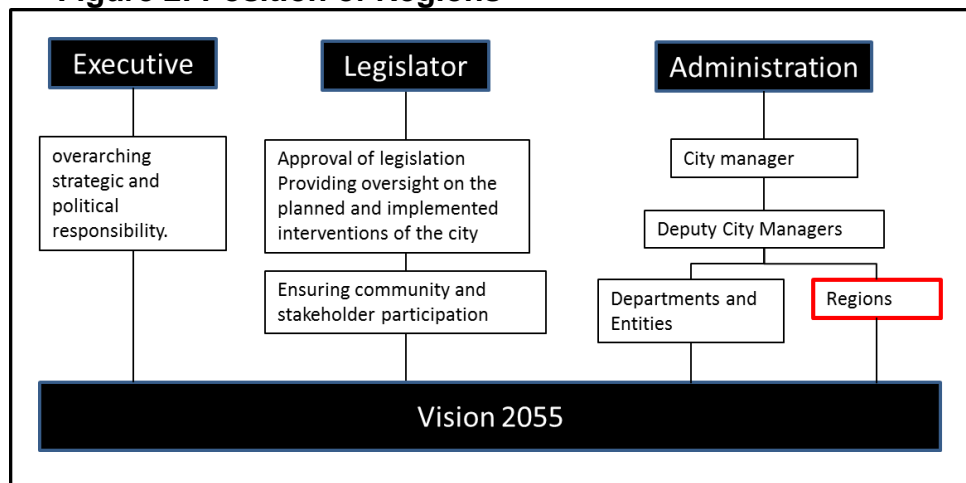 Figure 2: Position of Regions
Executive
Legislator
Administration
overarching
strategic and
political
responsibility.
Approval of legislation
Providing oversight on the
planned and implemented
interventions of the city
Ensuring community and
stakeholder participation
City manager
Deputy City Managers
Departments and
Entities
Regions
Vision 2055